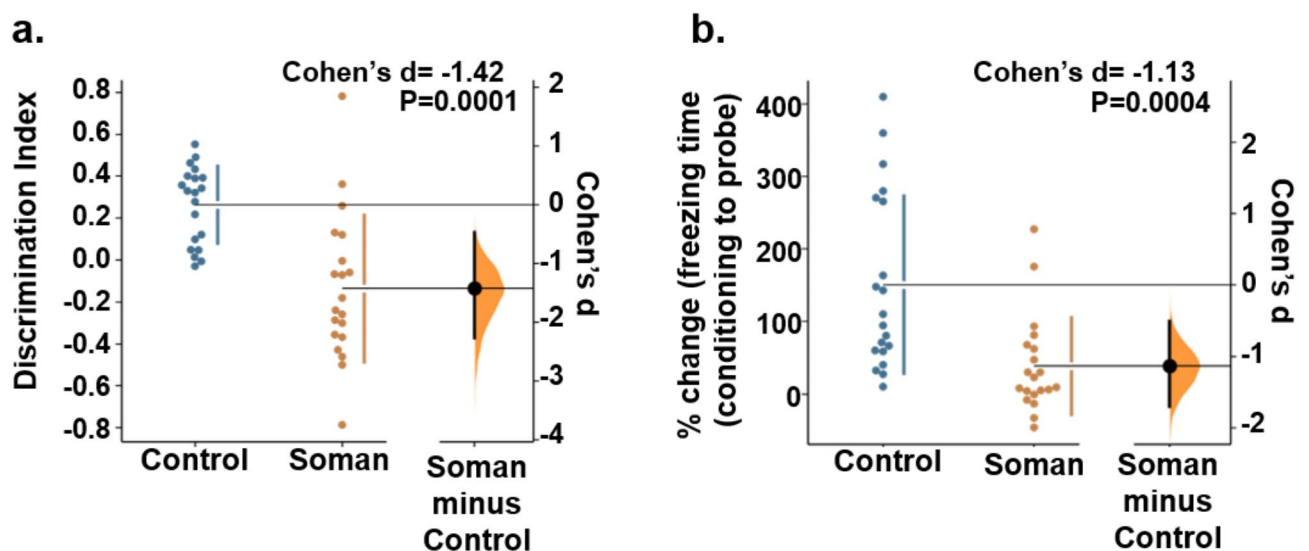 a.
Cohen's d= -1.42
P=0.0001
Discrimination Index
0.8
0.6
0.4
0.2
0.0
-0.2
-0.4
-0.6
-0.8
2
1
0
-1
-2
-3
-4
Cohen's d
Control
Soman
Soman
minus
Control
b.
Cohen's d= -1.13
P=0.0004
% change (freezing time
(conditioning to probe)
400
300
200
100
0
2
1
0
-1
-2
Cohen's d
Control
Soman
Soman
minus
Control